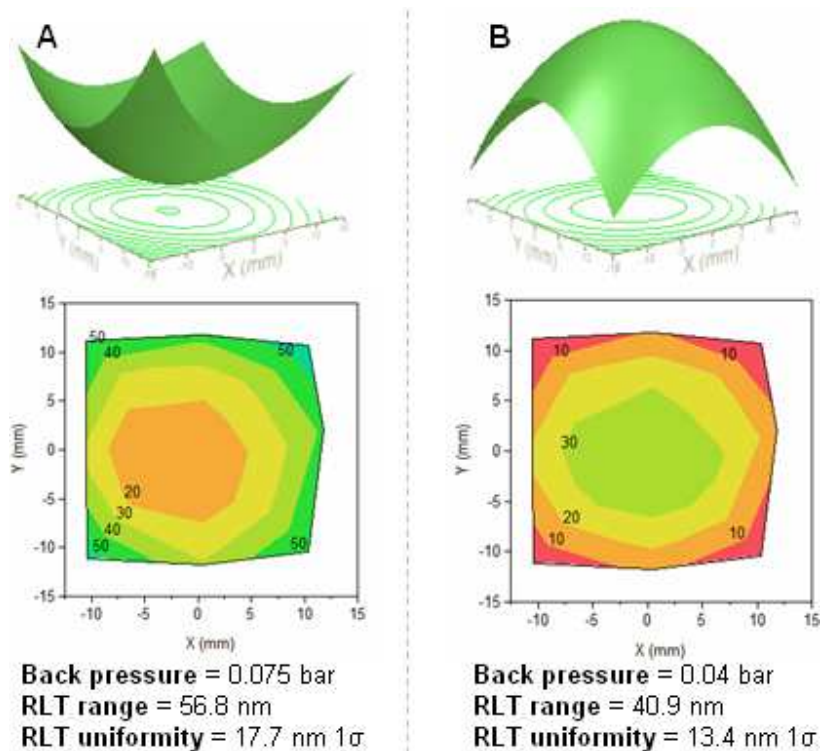 A
B
Y (mm)
X (mm)
Y (mm)
X (mm)
15
10
5
0
-5
-10
-15
Y (mm)
50
40
50
20
30
40
50
50
-10
-5
0
5
10
15
X (mm)
15
10
5
0
-5
-10
-15
Y (mm)
10
10
30
20
10
10
-10
-5
0
5
10
15
X (mm)
Back pressure = 0.075 bar
RLT range = 56.8 nm
RLT uniformity = 17.7 nm 1σ
Back pressure = 0.04 bar
RLT range = 40.9 nm
RLT uniformity = 13.4 nm 1σ